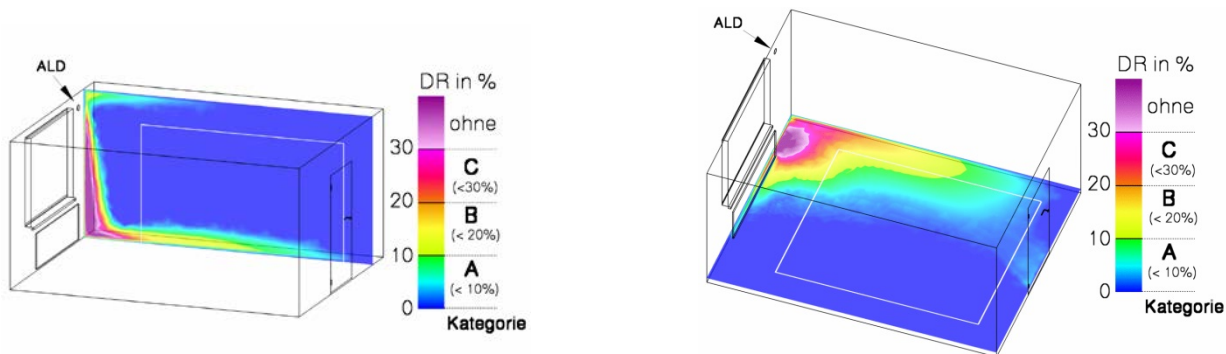 ALD
DR in %
ohne
30
C
(<30%)
20
B
(< 20%)
10
A
(< 10%)
0
Kategorie
ALD
DR in %
ohne
30
C
(<30%)
20
B
(< 20%)
10
A
(< 10%)
0
Kategorie